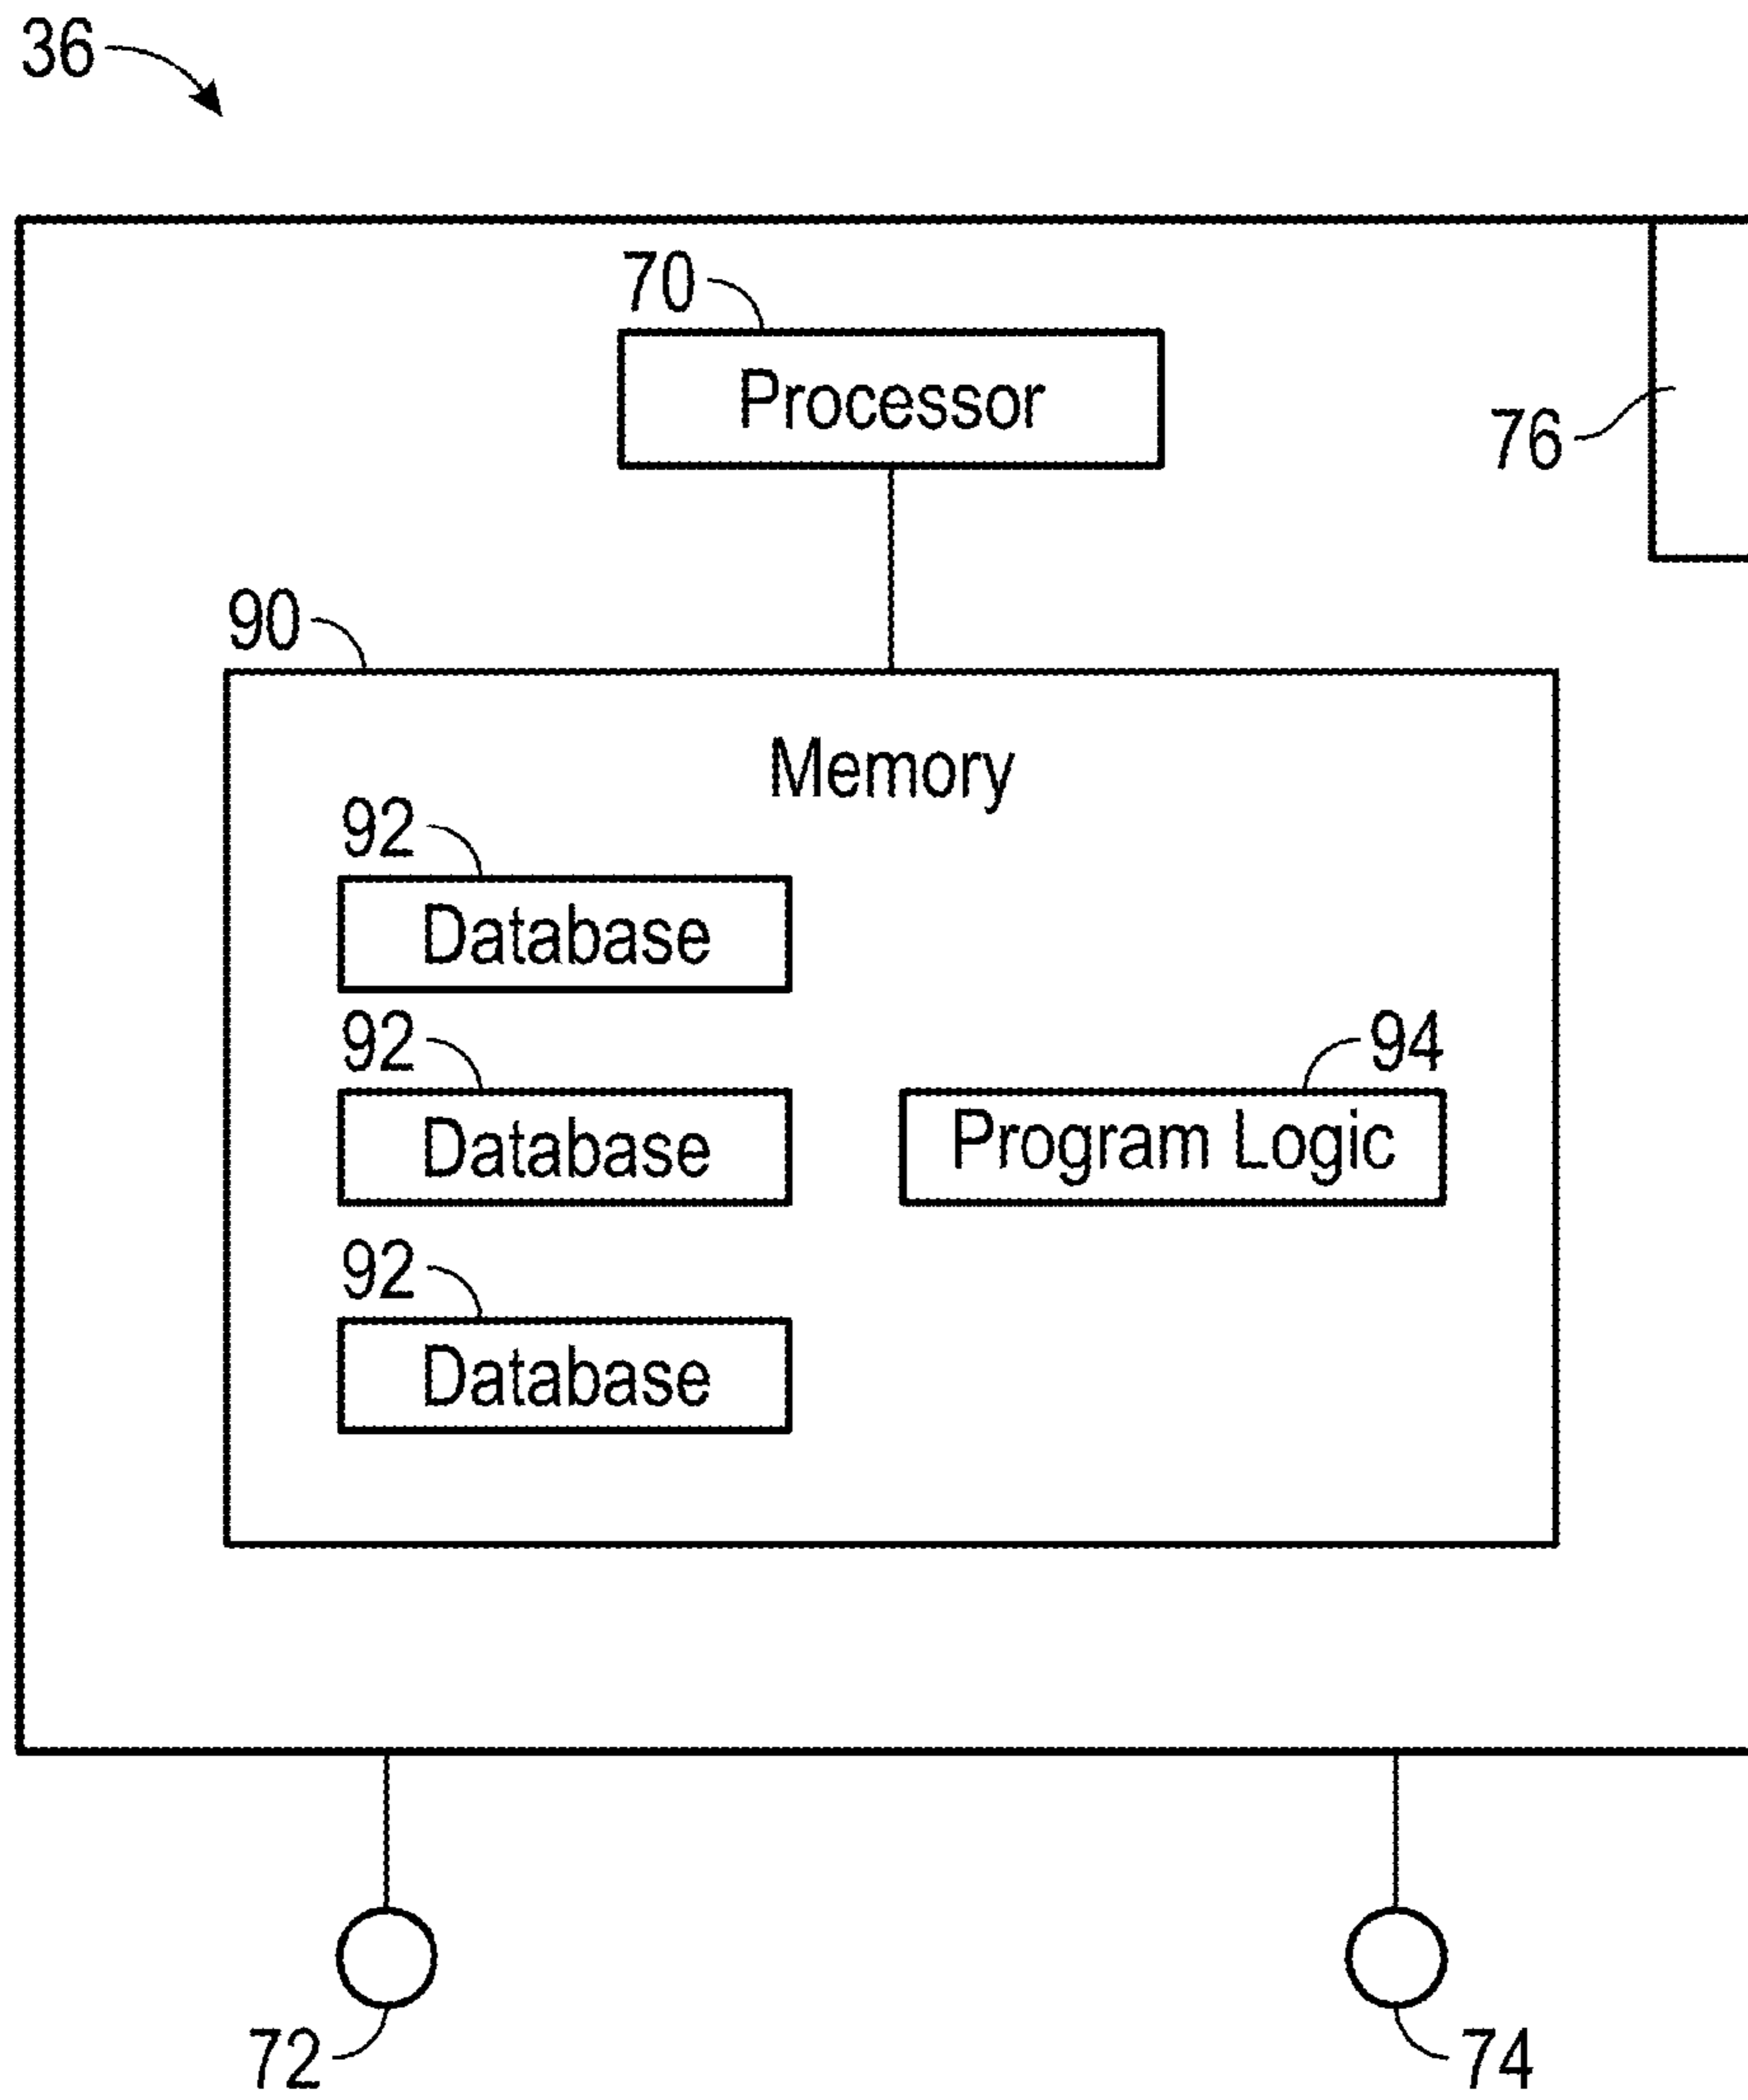 36
70
Processor
76
90
Memory
92
Database
92
94
Database
Program Logic
92
Database
72
74